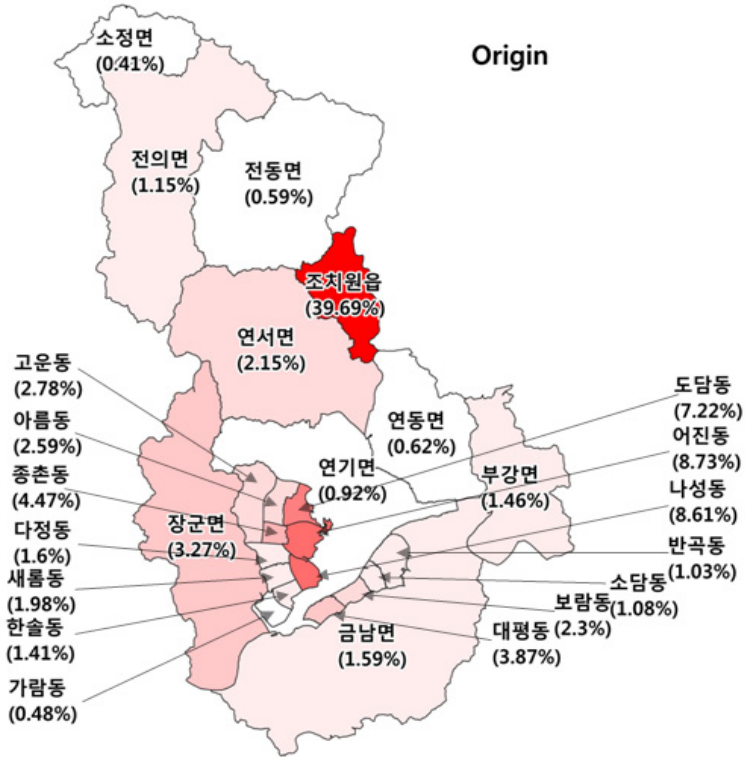 Origin
소정면
(0.41%)
전의면
(1.15%)
전동면
(0.59%)
조치원읍
(39.69%)
연서면
(2.15%)
고운동
(2.78%)
아름동
(2.59%)
종촌동
(4.47%)
다정동
(1.6%)
새롬동
(1.98%)
한솔동
(1.41%)
가람동
(0.48%)
장군면
(3.27%)
연기면
(0.92%)
연동면
(0.62%)
부강면
(1.46%)
금남면
(1.59%)
도담동
(7.22%)
어진동
(8.73%)
나성동
(8.61%)
반곡동
(1.03%)
소담동
(1.08%)
보람동
(2.3%)
대평동
(3.87%)